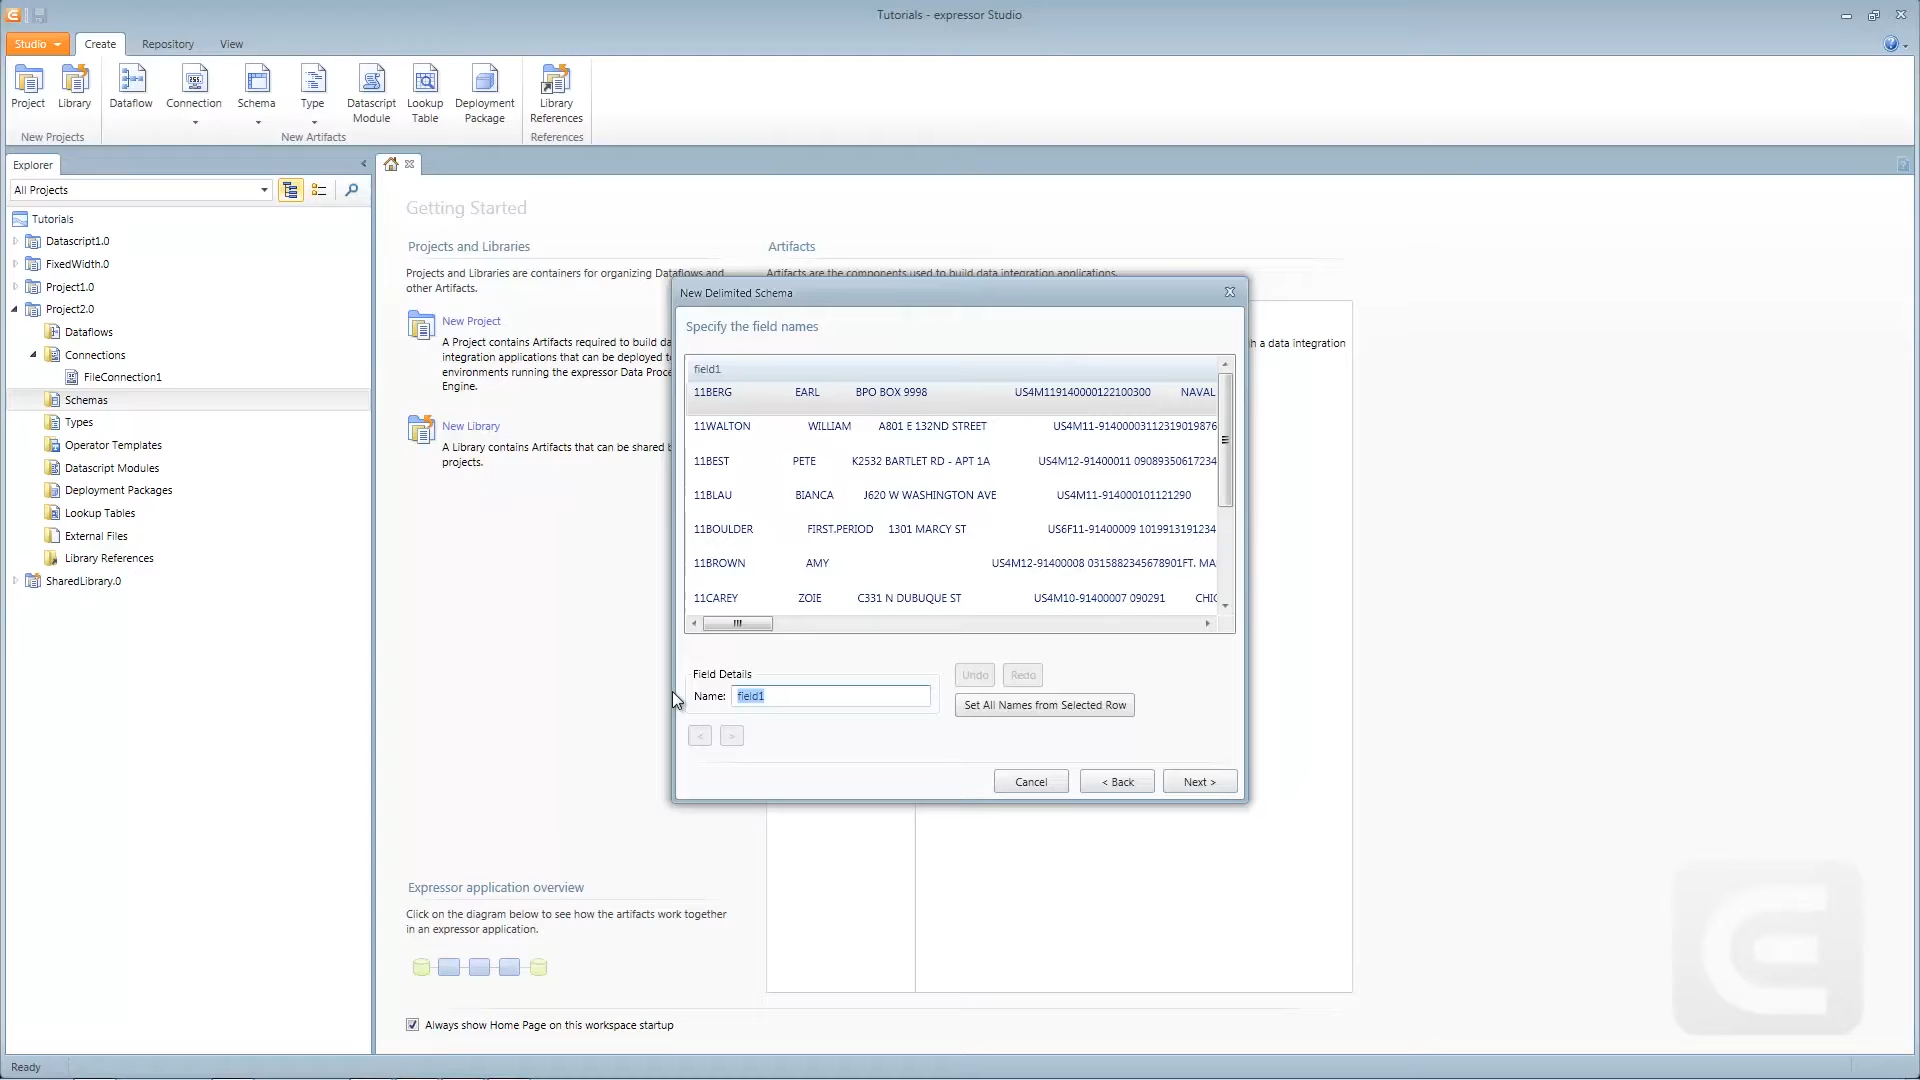 Tutorials - expressor Studio
Studio
Create
Repository
View
Project
Library
Dataflow
Connection
Schema
Type
Datascript
Module
Lookup
Table
Deployment
Package
Library
References
New Projects
New Artifacts
References
Explorer
All Projects
Tutorials
Datascript1.0
FixedWidth.0
Project1.0
Project2.0
Dataflows
Connections
FileConnection1
Schemas
Types
Operator Templates
Datascript Modules
Deployment Packages
Lookup Tables
External Files
Library References
SharedLibrary.0
Getting Started
Projects and Libraries
Projects and Libraries are containers for organizing Dataflows and
other Artifacts.
New Project
A Project contains Artifacts required to build da
integration applications that can be deployed to
environments running the expressor Data Proce
Engine.
New Library
A Library contains Artifacts that can be shared b
projects.
Artifacts
Artifacts are the components used to build data integration applications.
h a data integration
New Delimited Schema
Specify the field names
field1
11BERG EARL BPO BOX 9998 US4M119140000122100300 NAVAL
11WALTON WILLIAM A801 E 132ND STREET US4M11-9140000311231901987​6
11BEST PETE K2532 BARTLET RD - APT 1A US4M12-91400011 09089350617234
11BLAU BIANCA J620 W WASHINGTON AVE US4M11-914000101121290
11BOULDER FIRST.PERIOD 1301 MARCY ST US6F11-91400009 1019913191234
11BROWN AMY US4M12-91400008 0315882345678901FT. MA
11CAREY ZOIE C331 N DUBUQUE ST US4M10-91400007 090291 CHIC
Field Details
Name: field1
Undo
Redo
Set All Names from Selected Row
<
>
Cancel
< Back
Next >
Expressor application overview
Click on the diagram below to see how the artifacts work together
in an expressor application.
Always show Home Page on this workspace startup
Ready